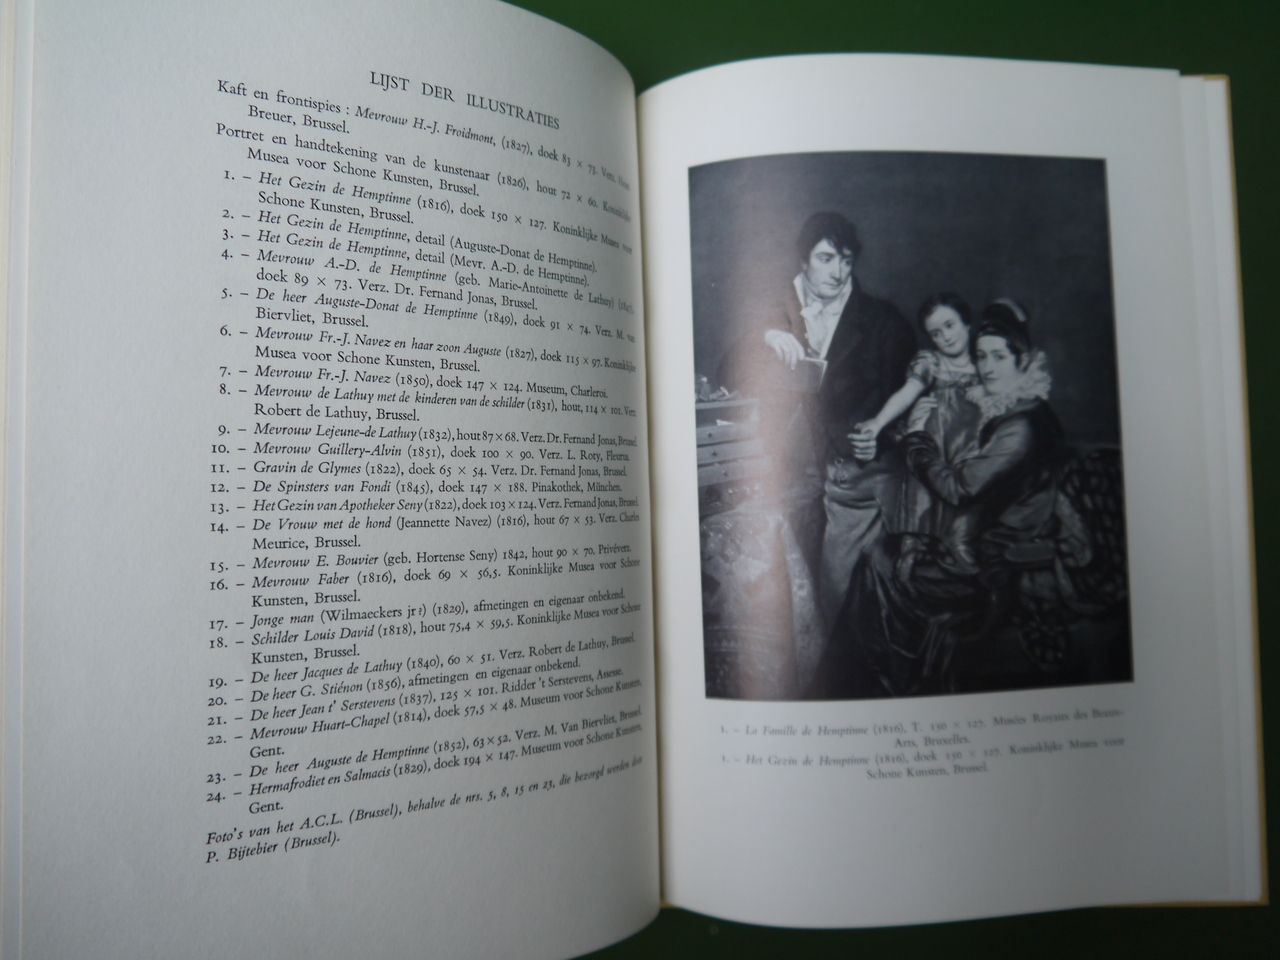 LIJST DER ILLUSTRATIES
Kaft en frontispies : Mevrouw H.-J. Froidmont, (1827), doek 83 × 73. Verz.
Breuer, Brussel.
Portret en handtekening van de kunstenaar (1826), hout 72 × 60. Koninklijke
Musea voor Schone Kunsten, Brussel.
1. – Het Gezin de Hemptinne (1816), doek 150 × 127. Koninklijke Musea voor
Schone Kunsten, Brussel.
2. – Het Gezin de Hemptinne, detail (Auguste-Donat de Hemptinne).
3. – Het Gezin de Hemptinne, detail (Mevr. A.-D. de Hemptinne).
4. – Mevrouw A.-D. de Hemptinne (geb. Marie-Antoinette de Lathuy)
doek 89 × 73. Verz. Dr. Fernand Jonas, Brussel.
5. – De heer Auguste-Donat de Hemptinne (1849), doek 91 × 74. Verz. M. van
Biervliet, Brussel.
6. – Mevrouw Fr.-J. Navez en haar zoon Auguste (1827), doek 115 × 97. Koninklijke
Musea voor Schone Kunsten, Brussel.
7. – Mevrouw Fr.-J. Navez (1850), doek 147 × 124. Museum, Charleroi.
8. – Mevrouw de Lathuy met de kinderen van de schilder (1831), hout, 114 × 101. Verz.
Robert de Lathuy, Brussel.
9. – Mevrouw Lejeune-de Lathuy (1832), hout 87 × 68. Verz. Dr. Fernand Jonas, Brussel.
10. – Mevrouw Guillery-Alvin (1851), doek 100 × 90. Verz. L. Roty, Fleurus.
11. – Gravin de Glymes (1822), doek 65 × 54. Verz. Dr. Fernand Jonas, Brussel.
12. – De Spinsters van Fondi (1845), doek 147 × 188. Pinakothek, München.
13. – Het Gezin van Apotheker Seny (1822), doek 103 × 124. Verz. Fernand Jonas, Brussel.
14. – De Vrouw met de hond (Jeannette Navez) (1816), hout 67 × 53. Verz. Charles
Meurice, Brussel.
15. – Mevrouw E. Bouvier (geb. Hortense Seny) 1842, hout 90 × 70. Privéverz.
16. – Mevrouw Faber (1816), doek 69 × 56,5. Koninklijke Musea voor Schone
Kunsten, Brussel.
17. – Jonge man (Wilmaeckers jr?) (1829), afmetingen en eigenaar onbekend.
18. – Schilder Louis David (1818), hout 75,4 × 59,5. Koninklijke Musea voor Schone
Kunsten, Brussel.
19. – De heer Jacques de Lathuy (1840), 60 × 51. Verz. Robert de Lathuy, Brussel.
20. – De heer G. Stiénon (1856), afmetingen en eigenaar onbekend.
21. – De heer Jean t' Serstevens (1837), 125 × 101. Ridder 't Serstevens, Assesse.
22. – Mevrouw Huart-Chapel (1814), doek 57,5 × 48. Museum voor Schone Kunsten,
Gent.
23. – De heer Auguste de Hemptinne (1852), 63 × 52. Verz. M. Van Biervliet, Brussel.
24. – Hermafrodiet en Salmacis (1829), doek 194 × 147. Museum voor Schone Kunsten,
Gent.
Foto's van het A.C.L. (Brussel), behalve de nrs. 5, 8, 15 en 23, die bezorgd werden door
P. Bijtebier (Brussel).
1. – La Famille de Hemptinne (1816), T. 150 × 127. Musées Royaux des Beaux-
Arts, Bruxelles.
1. – Het Gezin de Hemptinne (1816), doek 150 × 127. Koninklijke Musea voor
Schone Kunsten, Brussel.